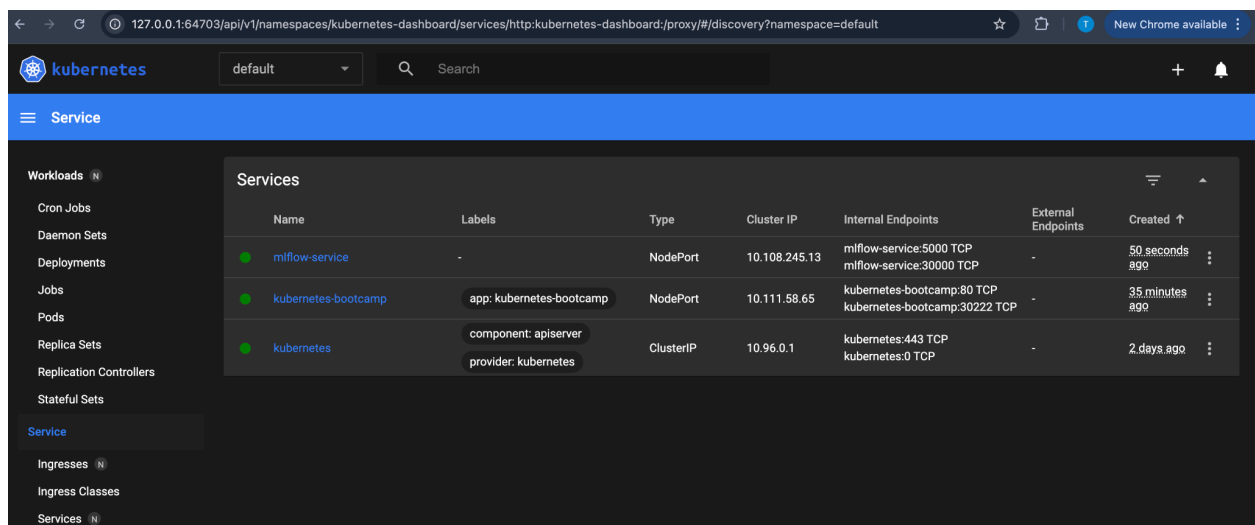 127.0.0.1:64703/api/v1/namespaces/kubernetes-dashboard/services/http:kubernetes-dashboard:/proxy/#/discovery?namespace=default
T
New Chrome available
kubernetes
default
Search
Service
Workloads N
Cron Jobs
Daemon Sets
Deployments
Jobs
Pods
Replica Sets
Replication Controllers
Stateful Sets
Service
Ingresses N
Ingress Classes
Services N
Services
Name Labels Type Cluster IP Internal Endpoints External Endpoints Created
mlflow-service - NodePort 10.108.245.13 mlflow-service:5000 TCP - 50 seconds ago
mlflow-service:30000 TCP
kubernetes-bootcamp app: kubernetes-bootcamp NodePort 10.111.58.65 kubernetes-bootcamp:80 TCP - 35 minutes ago
kubernetes-bootcamp:30222 TCP
kubernetes component: apiserver ClusterIP 10.96.0.1 kubernetes:443 TCP - 2 days ago
provider: kubernetes kubernetes:0 TCP